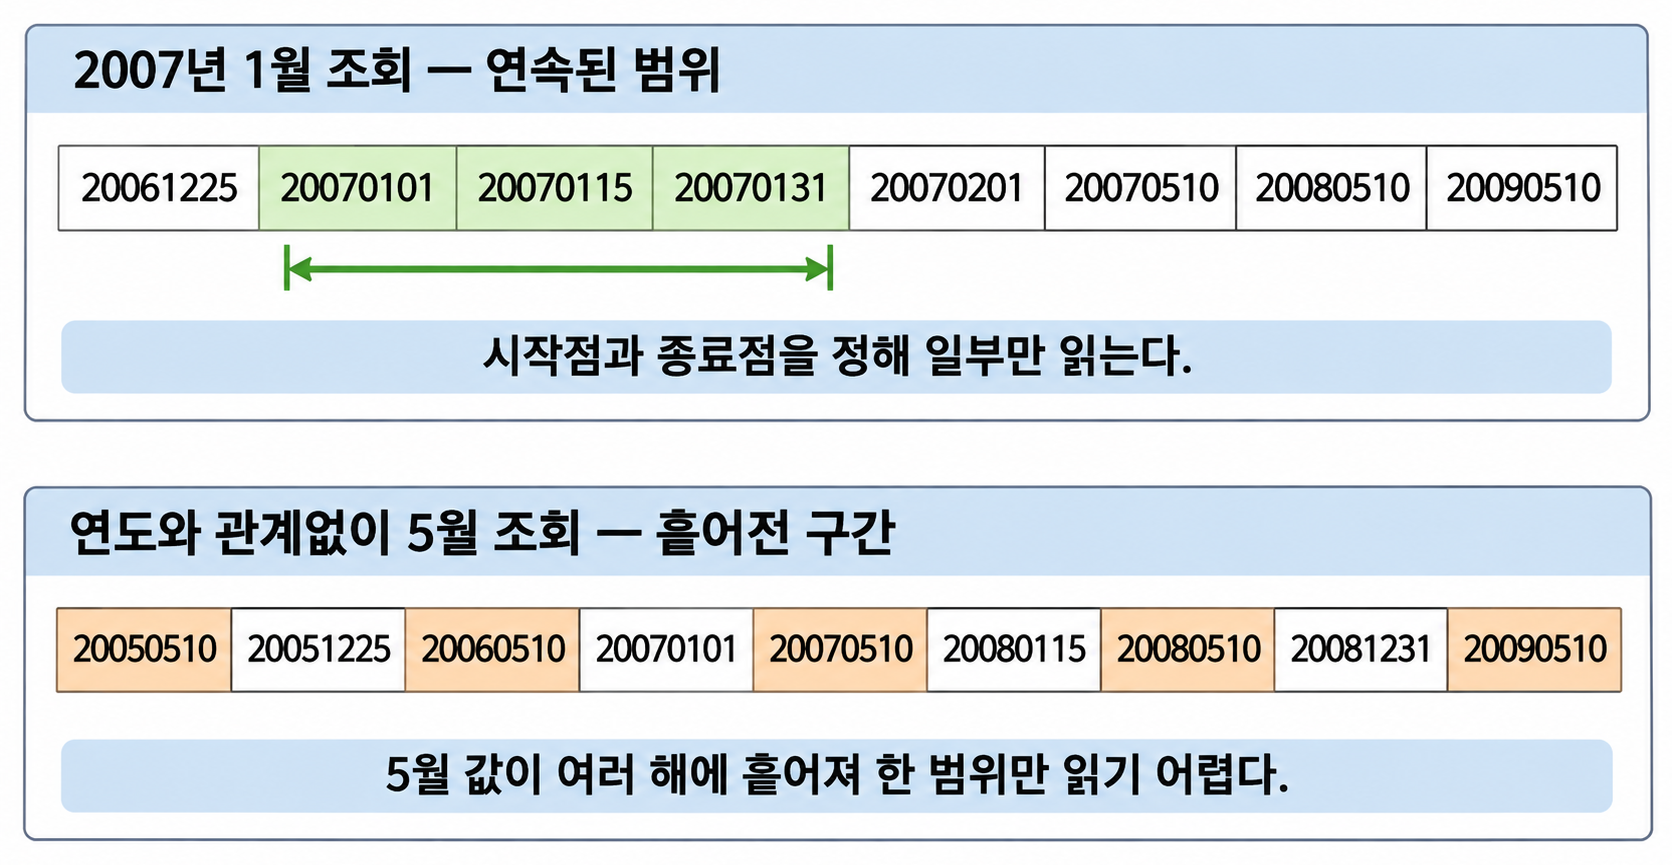 2007년 1월 조회 — 연속된 범위
20061225 20070101 20070115 20070131 20070201 20070510 20080510 20090510
시작점과 종료점을 정해 일부만 읽는다.
연도와 관계없이 5월 조회 — 흩어전 구간
20050510 20051225 20060510 20070101 20070510 20080115 20080510 20081231 20090510
5월 값이 여러 해에 흩어져 한 범위만 읽기 어렵다.